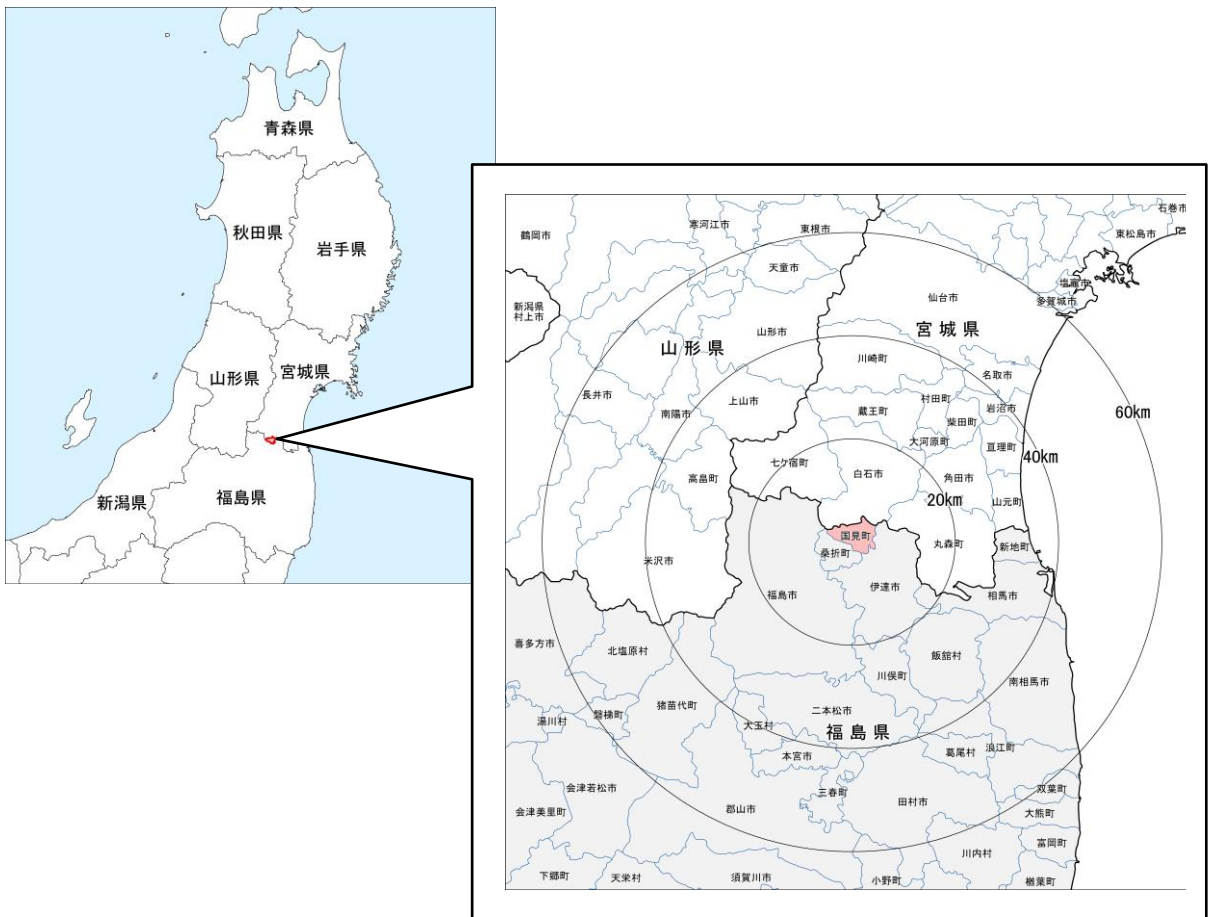 青森県
秋田県
岩手県
山形県
宮城県
新潟県
福島県
石巻市
寒河江市
東根市
東松島市
鶴岡市
天童市
塩竈市
仙台市
多賀城市
新潟県
村上市
山形市
宮城県
山形県
川崎町
名取市
長井市
上山市
村田町
南陽市
蔵王町
岩沼市
柴田町
60km
大河原町
亘理町
40km
七ケ宿町
白石市
高畠町
角田市
20km
山元町
国見町
丸森町
新地町
桑折町
米沢市
伊達市
福島市
相馬市
喜多方市
北塩原村
飯舘村
川俣町
南相馬市
猪苗代町
二本松市
湯川村
磐梯町
大玉村
福島県
浪江町
葛尾村
本宮市
会津若松市
三春町
双葉町
田村市
郡山市
会津美里町
大熊町
富岡町
川内村
下郷町
天栄村
須賀川市
小野町
楢葉町